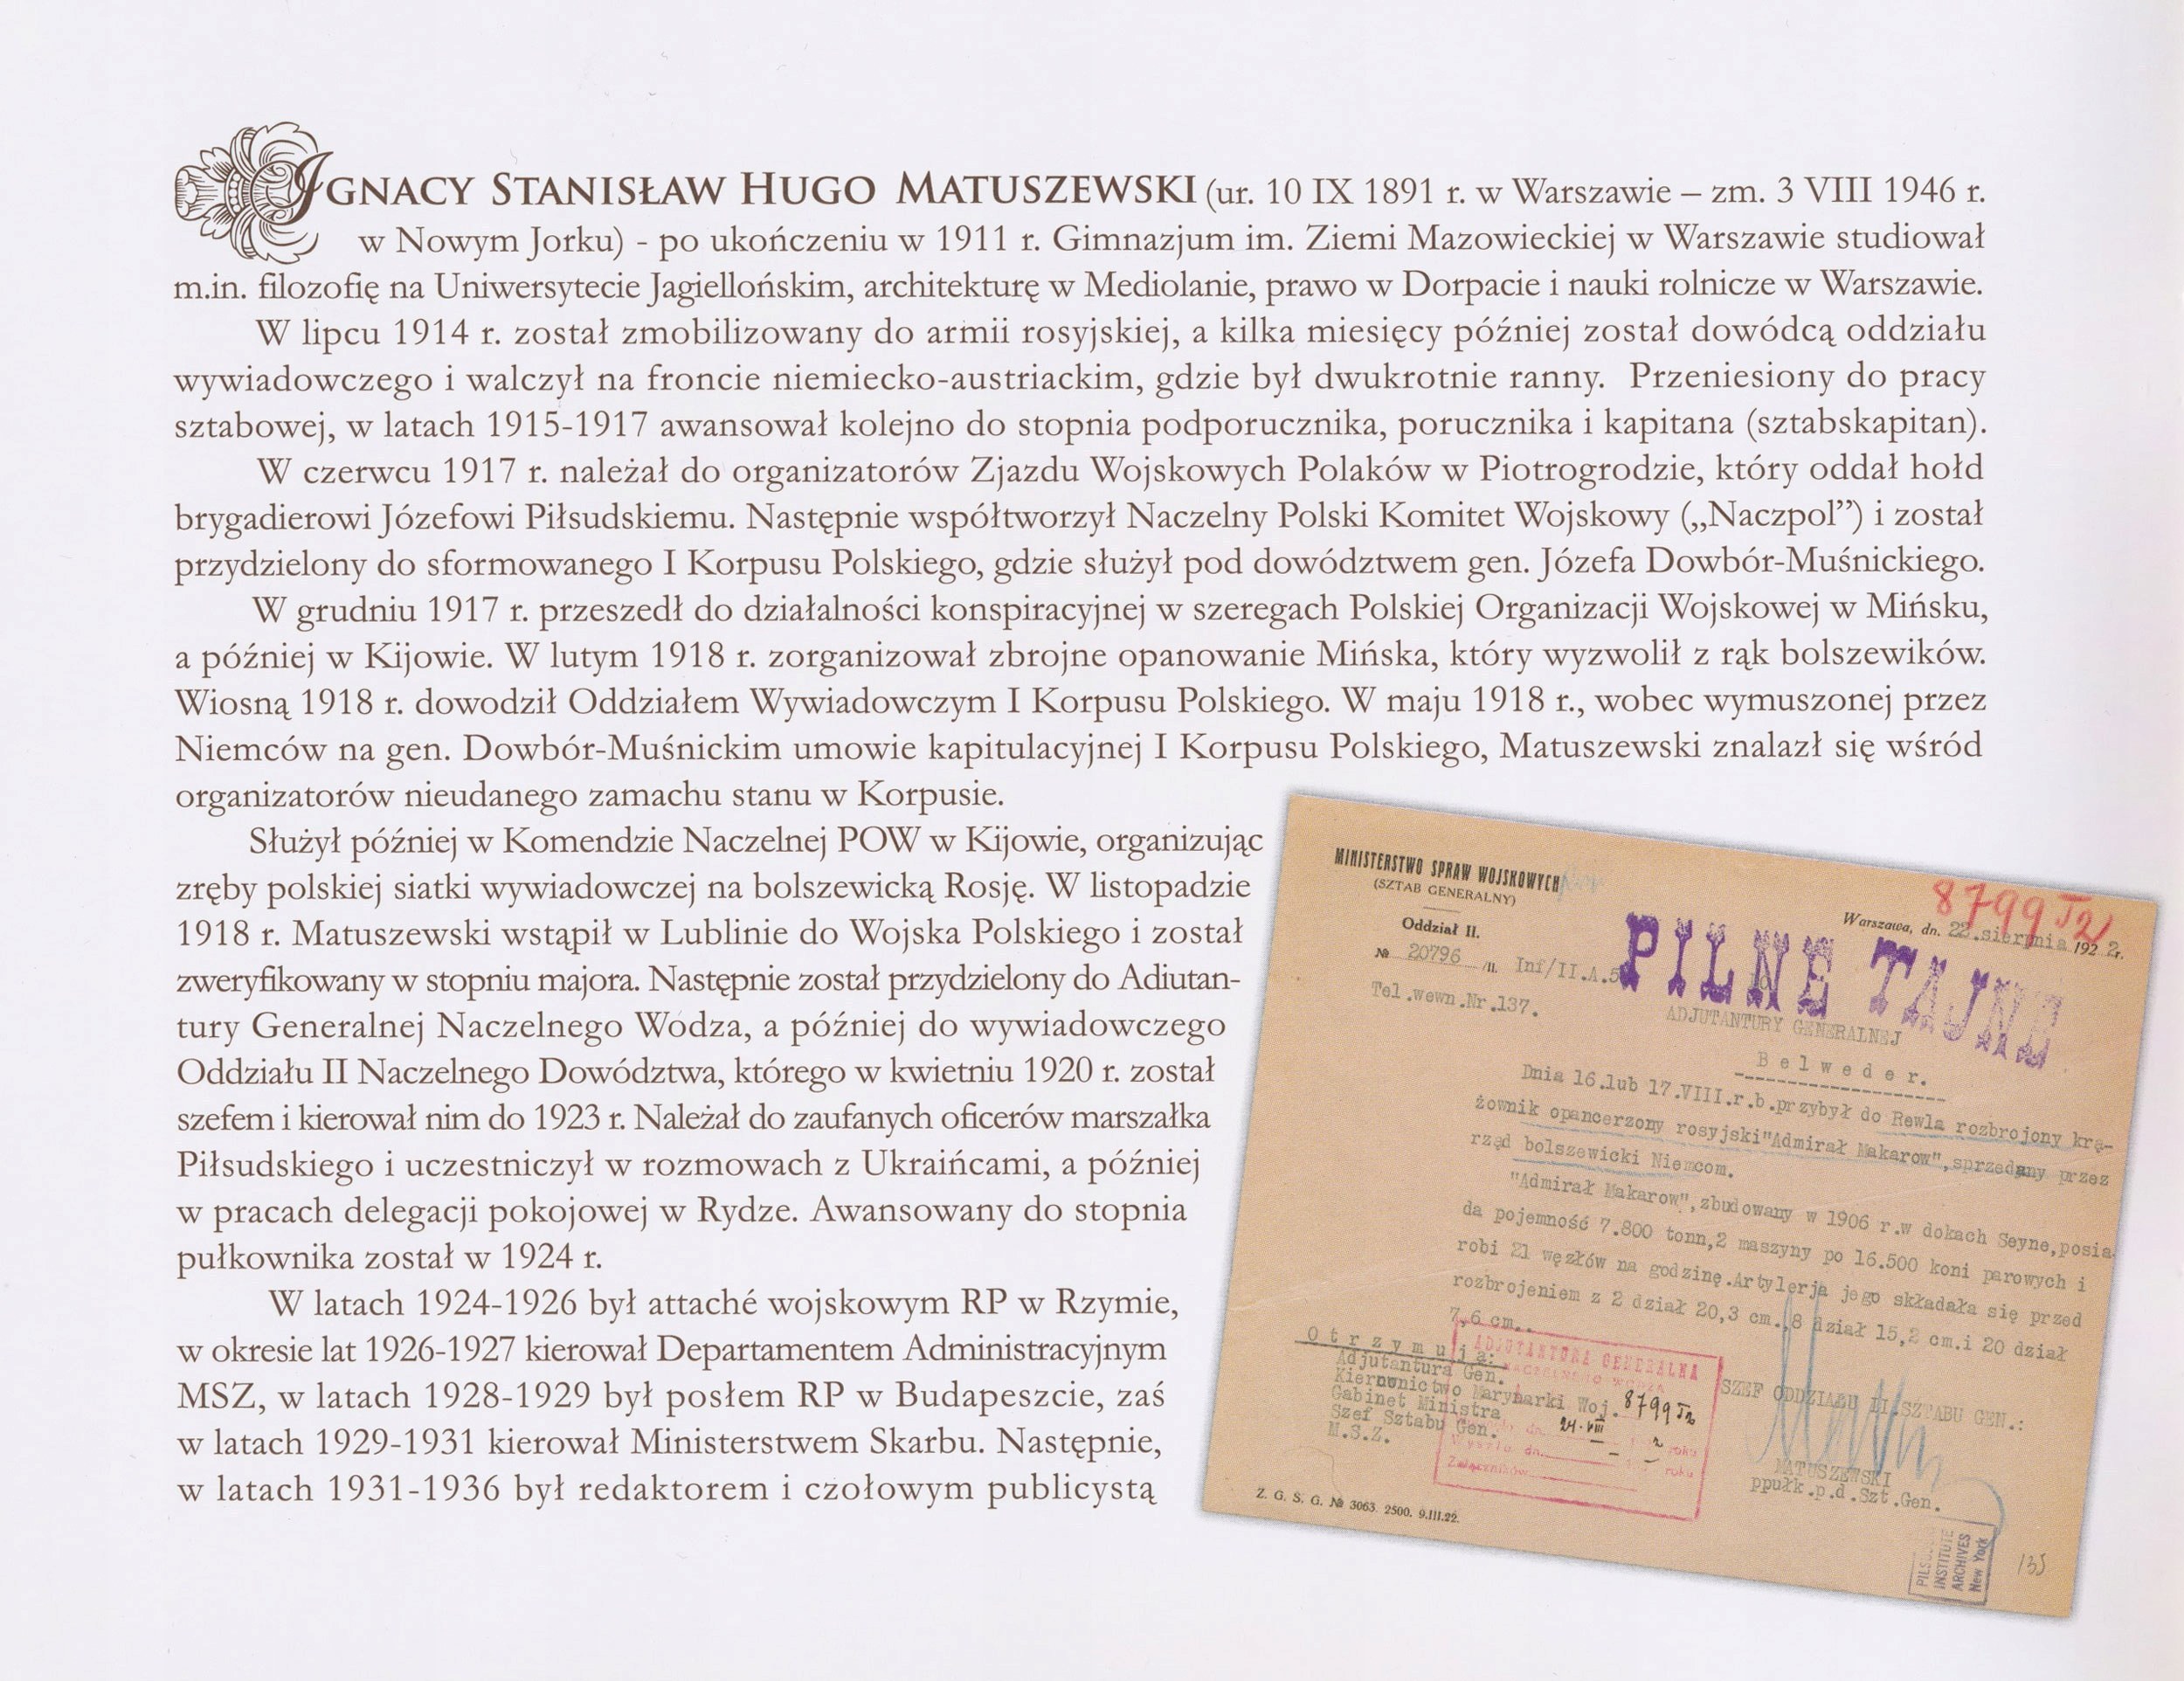 IGNACY STANISŁAW HUGO MATUSZEWSKI (ur. 10 IX 1891 r. w Warszawie – zm. 3 VIII 1946 r.
w Nowym Jorku) - po ukończeniu w 1911 r. Gimnazjum im. Ziemi Mazowieckiej w Warszawie studiował
m.in. filozofię na Uniwersytecie Jagiellońskim, architekturę w Mediolanie, prawo w Dorpacie i nauki rolnicze w Warszawie.
W lipcu 1914 r. został zmobilizowany do armii rosyjskiej, a kilka miesięcy później został dowódcą oddziału
wywiadowczego i walczył na froncie niemiecko-austriackim, gdzie był dwukrotnie ranny. Przeniesiony do pracy
sztabowej, w latach 1915-1917 awansował kolejno do stopnia podporucznika, porucznika i kapitana (sztabskapitan).
W czerwcu 1917 r. należał do organizatorów Zjazdu Wojskowych Polaków w Piotrogrodzie, który oddał hołd
brygadierowi Józefowi Piłsudskiemu. Następnie współtworzył Naczelny Polski Komitet Wojskowy („Naczpol”) i został
przydzielony do sformowanego I Korpusu Polskiego, gdzie służył pod dowództwem gen. Józefa Dowbór-Muśnickiego.
W grudniu 1917 r. przeszedł do działalności konspiracyjnej w szeregach Polskiej Organizacji Wojskowej w Mińsku,
a później w Kijowie. W lutym 1918 r. zorganizował zbrojne opanowanie Mińska, który wyzwolił z rąk bolszewików.
Wiosną 1918 r. dowodził Oddziałem Wywiadowczym I Korpusu Polskiego. W maju 1918 r., wobec wymuszonej przez
Niemców na gen. Dowbór-Muśnickim umowie kapitulacyjnej I Korpusu Polskiego, Matuszewski znalazł się wśród
organizatorów nieudanego zamachu stanu w Korpusie.
Służył później w Komendzie Naczelnej POW w Kijowie, organizując
zręby polskiej siatki wywiadowczej na bolszewicką Rosję. W listopadzie
1918 r. Matuszewski wstąpił w Lublinie do Wojska Polskiego i został
zweryfikowany w stopniu majora. Następnie został przydzielony do Adiutan-
tury Generalnej Naczelnego Wodza, a później do wywiadowczego
Oddziału II Naczelnego Dowództwa, którego w kwietniu 1920 r. został
szefem i kierował nim do 1923 r. Należał do zaufanych oficerów marszałka
Piłsudskiego i uczestniczył w rozmowach z Ukraińcami, a później
w pracach delegacji pokojowej w Rydze. Awansowany do stopnia
pułkownika został w 1924 r.
W latach 1924-1926 był attaché wojskowym RP w Rzymie,
w okresie lat 1926-1927 kierował Departamentem Administracyjnym
MSZ, w latach 1928-1929 był posłem RP w Budapeszcie, zaś
w latach 1929-1931 kierował Ministerstwem Skarbu. Następnie,
w latach 1931-1936 był redaktorem i czołowym publicystą
MINISTERSTWO SPRAW WOJSKOWYCH
(SZTAB GENERALNY)
Oddział II.
№ 20796 /II. Inf/II.A.5
Tel.wewn.Nr.137.
8799 T2
Warszawa, dn. 22.sierpnia 1922r.
PILNE TAJNE
ADJUTANTURY GENERALNEJ
Belweder.
Dnia 16.lub 17.VIII.r.b.przybył do Rewla rozbrojony krą-
żownik opancerzony rosyjski"Admirał Makarow",sprzedany przez
rząd bolszewicki Niemcom.
"Admirał Makarow",zbudowany w 1906 r.w dokach Seyne,posia-
da pojemność 7.800 tonn,2 maszyny po 16.500 koni parowych i
robi 21 węzłów na godzinę.Artylerja jego składała się przed
rozbrojeniem z 2 dział 20,3 cm.,8 dział 15,2 cm.i 20 dział
7,6 cm.
Otrzymują:
Adjutantura Gen.
Kierownictwo Marynarki Woj.
Gabinet Ministra
Szef Sztabu Gen.
M.S.Z.
ADJUTANTURA GENERALNA
NACZELNEGO WODZA
8799 T2
dn. 24.VIII 2 roku
dn. roku
Załączników
SZEF ODDZIAŁU II.SZTABU GEN.:
MATUSZEWSKI
ppułk.p.d.Szt.Gen.
Z. G. S. G. № 3063. 2500. 9.III.22.
INSTITUTE
ARCHIVES
New York
135